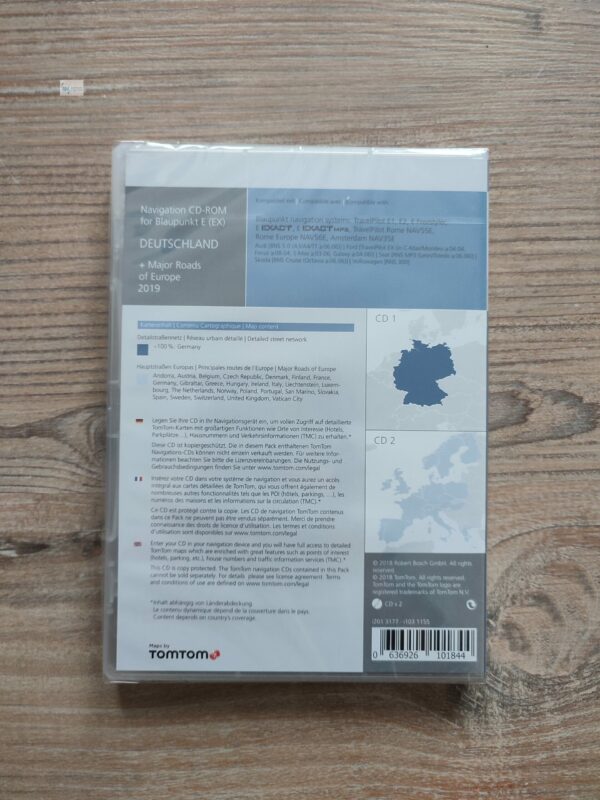 Navigation CD-ROM
for Blaupunkt E (EX)
DEUTSCHLAND
+ Major Roads
of Europe
2019
Kompatibel mit | Compatible avec | Compatible with
Blaupunkt navigation systems: TravelPilot E1, E2, E Freestyler,
EXACT, EXACT MP3, TravelPilot Rome NAV55E,
Rome Europe NAV56E, Amsterdam NAV35E
Karteninhalt | Contenu Cartographique | Map content
Detailstraßennetz | Réseau urbain détaillé | Detailed street network
~100 %: Germany
Hauptstraßen Europas | Principales routes de l'Europe | Major Roads of Europe
Andorra, Austria, Belgium, Czech Republic, Denmark, Finland, France,
Germany, Gibraltar, Greece, Hungary, Ireland, Italy, Liechtenstein, Luxem-
bourg, The Netherlands, Norway, Poland, Portugal, San Marino, Slovakia,
Spain, Sweden, Switzerland, United Kingdom, Vatican City
Legen Sie Ihre CD in Ihr Navigationsgerät ein, um vollen Zugriff auf detaillierte
TomTom-Karten mit großartigen Funktionen wie Orte von Interesse (Hotels,
Parkplätze ...), Hausnummern und Verkehrsinformationen (TMC) zu erhalten.*
Diese CD ist kopiergeschützt. Die in diesem Pack enthaltenen TomTom
Navigations-CDs können nicht einzeln verkauft werden. Für weitere Infor-
mationen beachten Sie bitte die Lizenzvereinbarungen. Die Nutzungs- und
Gebrauchsbedingungen finden Sie unter www.tomtom.com/legal
Insérez votre CD dans votre système de navigation et vous aurez un accès
intégral aux cartes détaillées de TomTom, qui vous offrent également de
nombreuses autres fonctionnalités tels que les POI (hôtels, parkings, ...), les
numéros des maisons et les informations sur la circulation (TMC).*
Ce CD est protégé contre la copie. Les CD de navigation TomTom contenus
dans ce Pack ne peuvent pas être vendus séparément. Merci de prendre
connaissance des droits de licence d'utilisation. Les termes et conditions
d'utilisation sont disponibles sur www.tomtom.com/legal
Enter your CD in your navigation device and you will have full access to detailed
TomTom maps which are enriched with great features such as points of interest
(hotels, parking, etc.), house numbers and traffic information services (TMC).*
This CD is copy protected. The TomTom navigation CDs contained in this Pack
cannot be sold separately. For details please see license agreement. Terms
and conditions of use are defined on www.tomtom.com/legal
*Inhalt abhängig von Länderabdeckung.
Le contenu dynamique dépend de la couverture dans le pays.
Content depends on country's coverage.
Maps by
TOMTOM
CD 1
CD 2
© 2018 Robert Bosch GmbH. All rights
reserved.
© 2018 TomTom. All rights reserved.
TomTom and the TomTom logo are
registered trademarks of TomTom N.V.
CD x 2
0 636926 101844